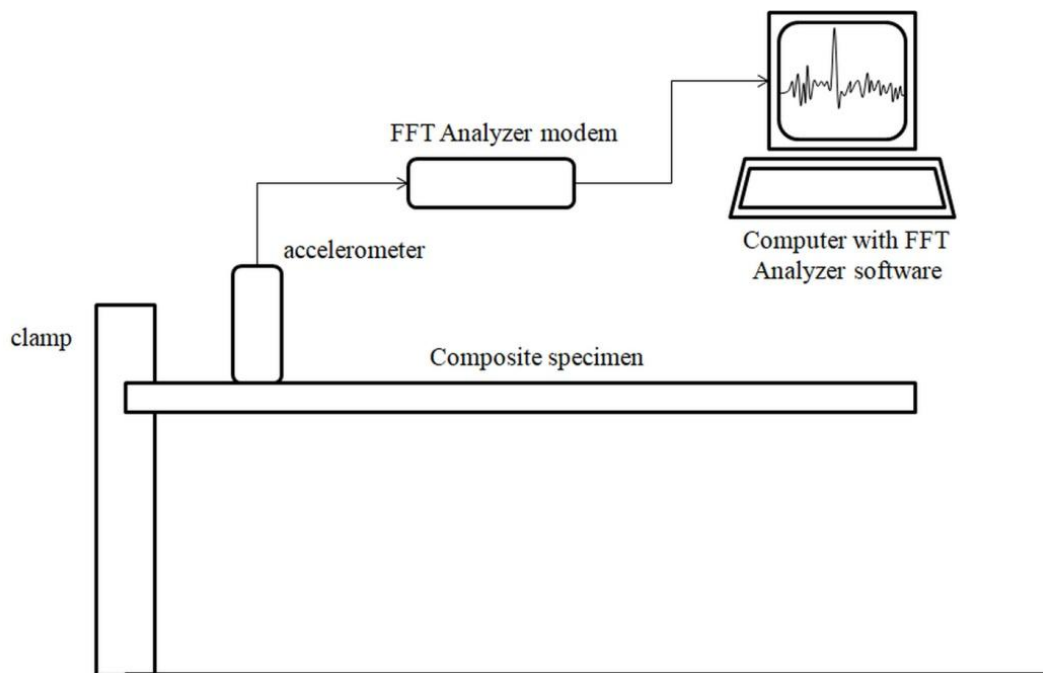 FFT Analyzer modem
accelerometer
Computer with FFT
Analyzer software
clamp
Composite specimen